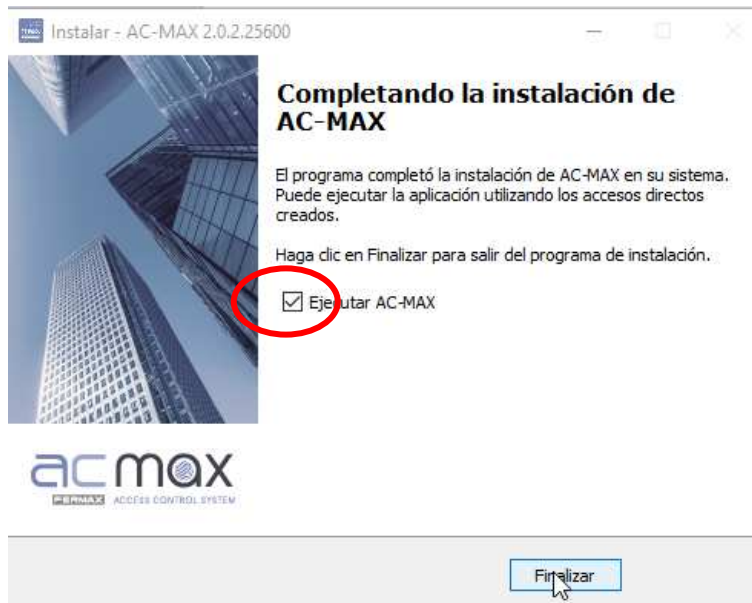 Instalar - AC-MAX 2.0.2.25600
Completando la instalación de
AC-MAX
El programa completó la instalación de AC-MAX en su sistema.
Puede ejecutar la aplicación utilizando los accesos directos
creados.
Haga clic en Finalizar para salir del programa de instalación.
Ejecutar AC-MAX
acmax
FERMAX ACCESS CONTROL SYSTEM
Finalizar